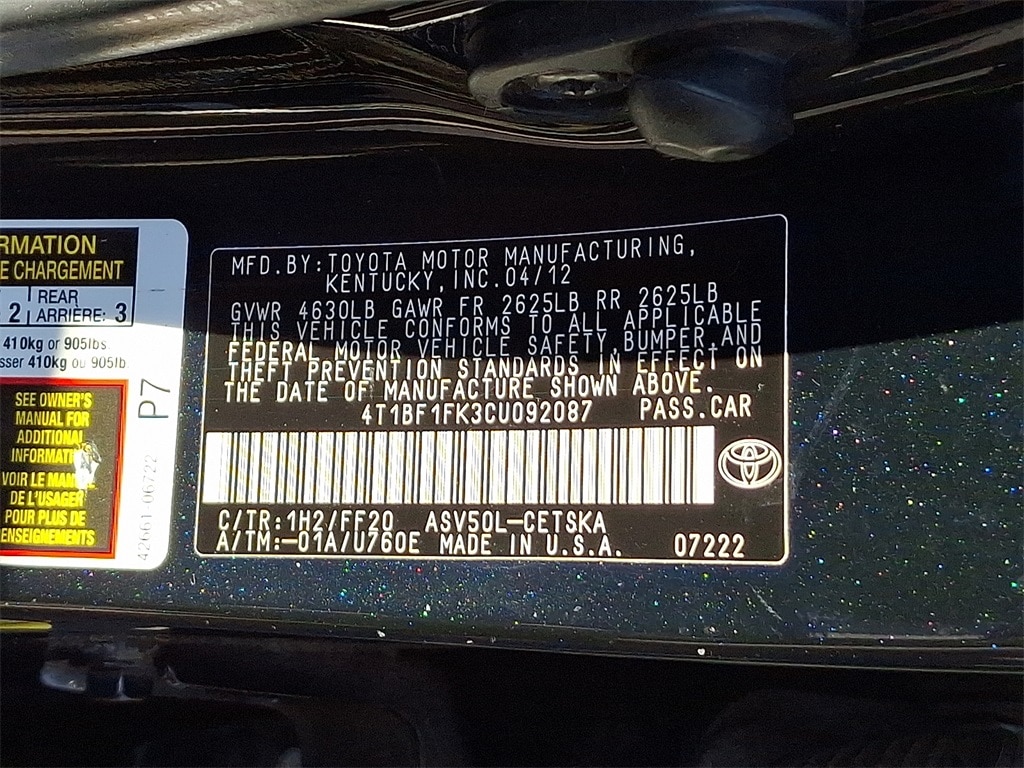 RMATION
E CHARGEMENT
2 REAR
ARRIÈRE: 3
410kg or 905lbs.
sser 410kg ou 905lb.
SEE OWNER'S
MANUAL FOR
ADDITIONAL
INFORMATI
VOIR LE MAN
DE L'USAGER
POUR PLUS DE
ENSEIGNEMENTS
P7
42661-06722
MFD.BY:TOYOTA MOTOR MANUFACTURING,
KENTUCKY,INC.04/12
GVWR 4630LB GAWR FR 2625LB RR 2625LB
THIS VEHICLE CONFORMS TO ALL APPLICABLE
FEDERAL MOTOR VEHICLE SAFETY,BUMPER,AND
THEFT PREVENTION STANDARDS IN EFFECT ON
THE DATE OF MANUFACTURE SHOWN ABOVE.
4T1BF1FK3CU092087 PASS.CAR
C/TR:1H2/FF20 ASV50L-CETSKA
A/TM:-01A/U760E MADE IN U.S.A. 07222